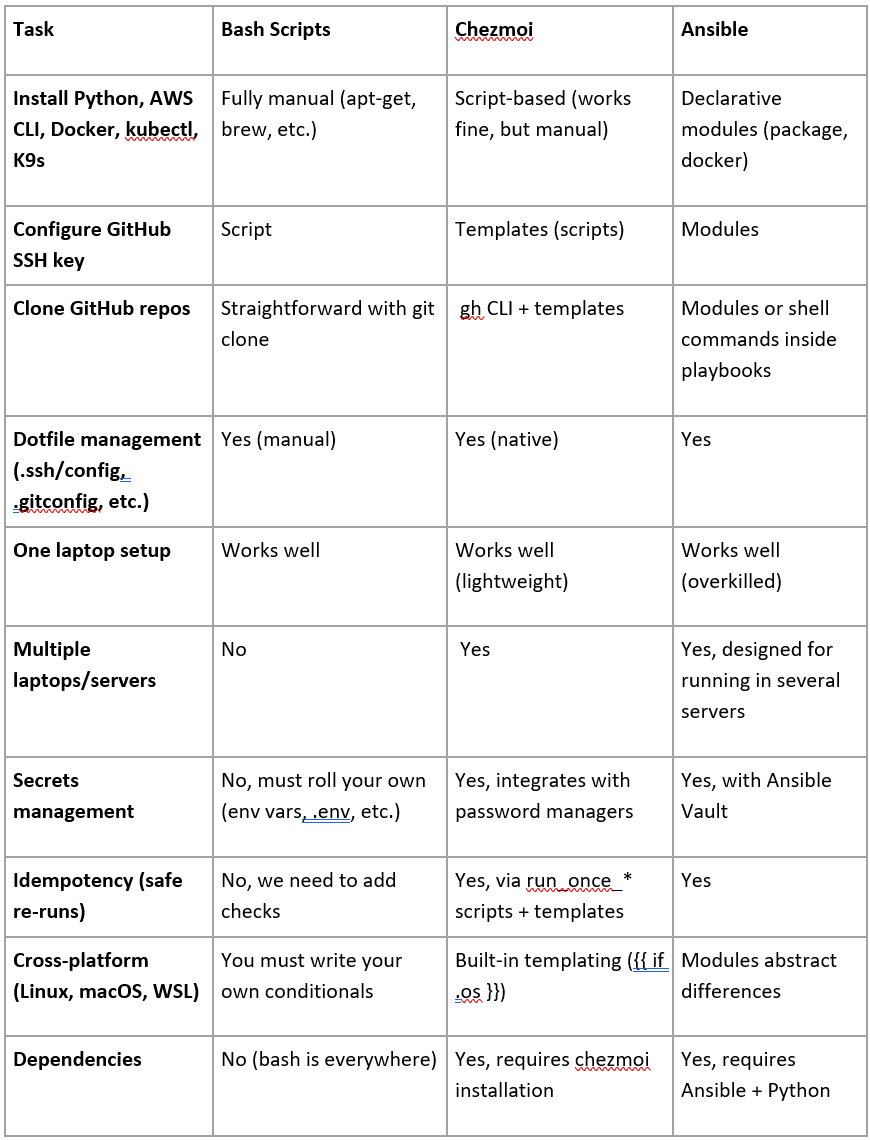 Task
Bash Scripts
Chezmoi
Ansible
Install Python, AWS
CLI, Docker, kubectl,
K9s
Fully manual (apt-get,
brew, etc.)
Script-based (works
fine, but manual)
Declarative
modules (package,
docker)
Configure GitHub
SSH key
Script
Templates (scripts)
Modules
Clone GitHub repos
Straightforward with git
clone
gh CLI + templates
Modules or shell
commands inside
playbooks
Dotfile management
(.ssh/config,
.gitconfig, etc.)
Yes (manual)
Yes (native)
Yes
One laptop setup
Works well
Works well
(lightweight)
Works well
(overkilled)
Multiple
laptops/servers
No
Yes
Yes, designed for
running in several
servers
Secrets
management
No, must roll your own
(env vars, .env, etc.)
Yes, integrates with
password managers
Yes, with Ansible
Vault
Idempotency (safe
re-runs)
No, we need to add
checks
Yes, via run_once_*
scripts + templates
Yes
Cross-platform
(Linux, macOS, WSL)
You must write your
own conditionals
Built-in templating ({{ if
.os }})
Modules abstract
differences
Dependencies
No (bash is everywhere)
Yes, requires chezmoi
installation
Yes, requires
Ansible + Python